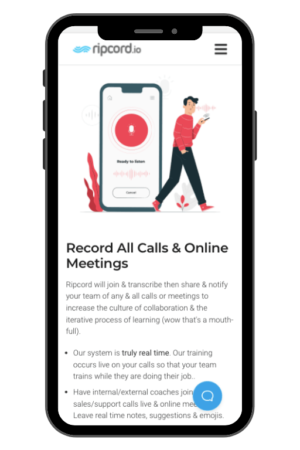 ripcord.io
Ready to listen
Cancel
Record All Calls & Online
Meetings
Ripcord will join & transcribe then share & notify
your team of any & all calls or meetings to
increase the culture of collaboration & the
iterative process of learning (wow that's a mouth-
full).
• Our system is truly real time. Our training
occurs live on your calls so that your team
trains while they are doing their job..
• Have internal/external coaches join
sales/support calls live & online
Leave real time notes, suggestions & emojis.